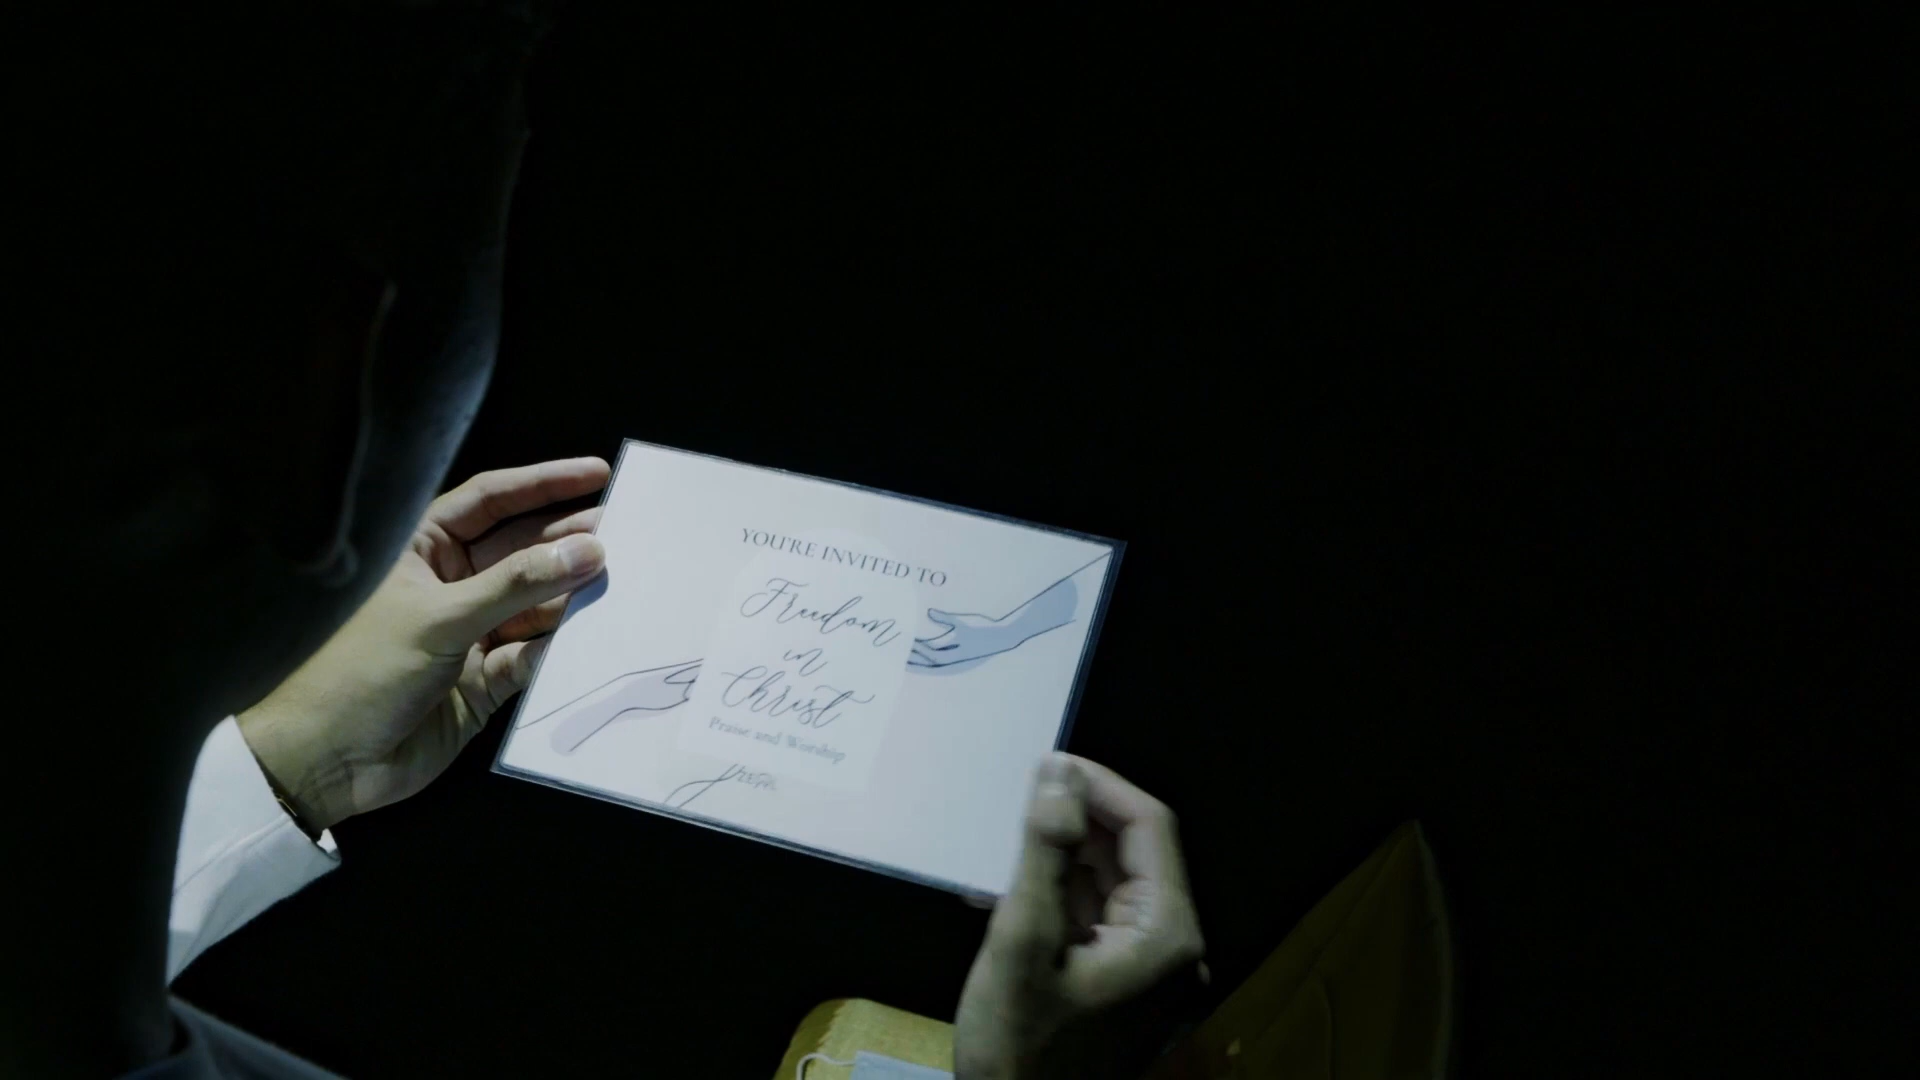 YOU'RE INVITED TO
Freedom
in
Christ
Praise and Worship